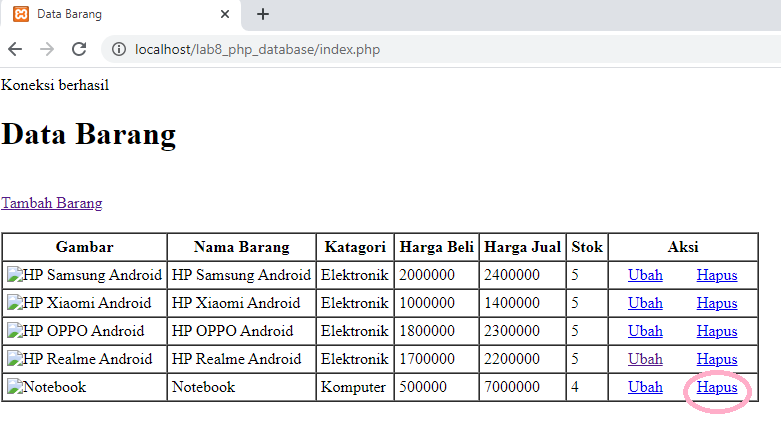 Data Barang
localhost/lab8_php_database/index.php
Koneksi berhasil
Data Barang
Tambah Barang
Gambar Nama Barang Katagori Harga Beli Harga Jual Stok Aksi
HP Samsung Android HP Samsung Android Elektronik 2000000 2400000 5 Ubah Hapus
HP Xiaomi Android HP Xiaomi Android Elektronik 1000000 1400000 5 Ubah Hapus
HP OPPO Android HP OPPO Android Elektronik 1800000 2300000 5 Ubah Hapus
HP Realme Android HP Realme Android Elektronik 1700000 2200000 5 Ubah Hapus
Notebook Notebook Komputer 500000 7000000 4 Ubah Hapus